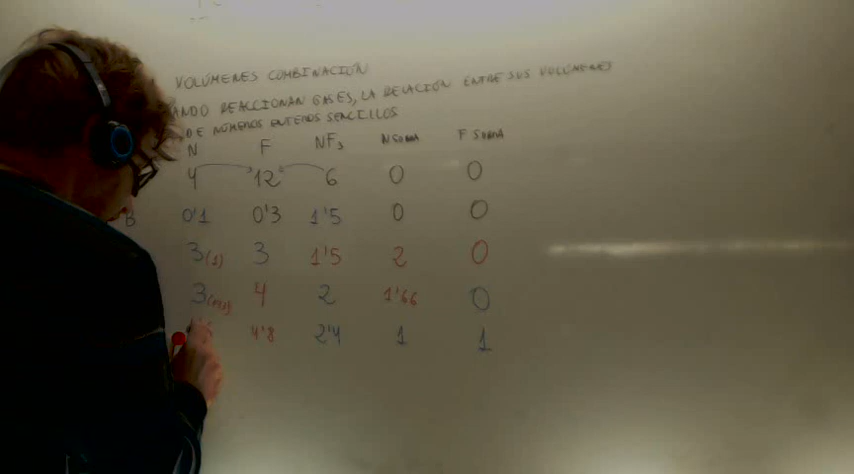 VOLÚMENES COMBINACIÓN
ANDO REACCIONAN GASES, LA RELACIÓN ENTRE SUS VOLÚMENES
DE NÚMEROS ENTEROS SENCILLOS
N F NF₃ N SOBRA F SOBRA
4 12 6 0 0
B 0'1 0'3 1'5 0 0
3(1) 3 1'5 2 0
3 4 2 1'66 0
4'8 2'4 1 1